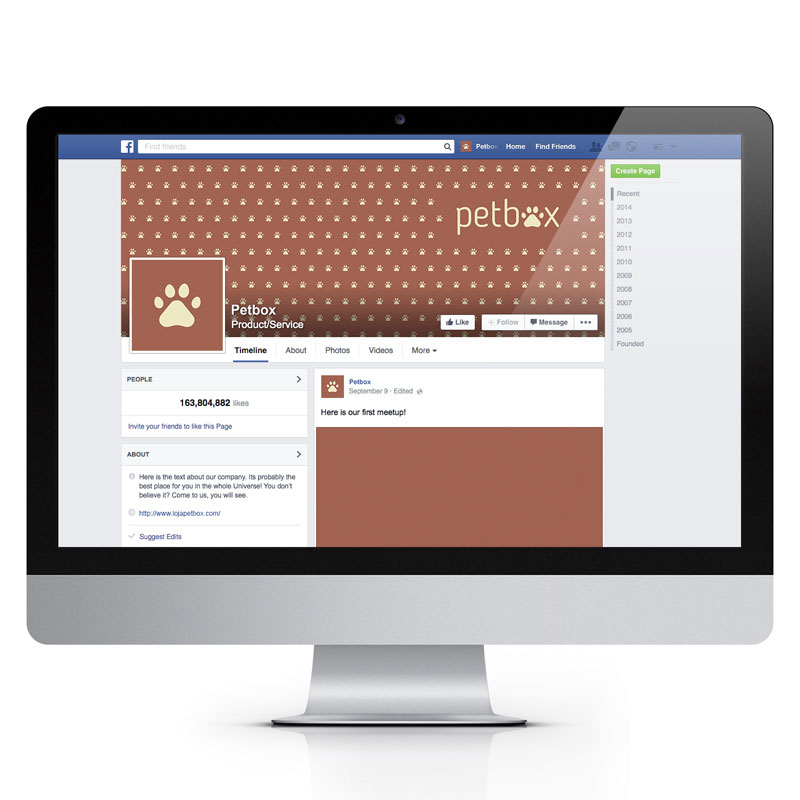 Find friends
Petbox
Home
Find Friends
petbox
Petbox
Product/Service
Like
+ Follow
Message
Timeline
About
Photos
Videos
More
PEOPLE
163,804,882 likes
Invite your friends to like this Page
ABOUT
Here is the text about our company. Its probably the
best place for you in the whole Universe! You don't
believe it? Come to us, you will see.
http://www.lojapetbox.com/
Suggest Edits
Petbox
September 9 · Edited
Here is our first meetup!
Create Page
Recent
2014
2013
2012
2011
2010
2009
2008
2007
2006
2005
Founded